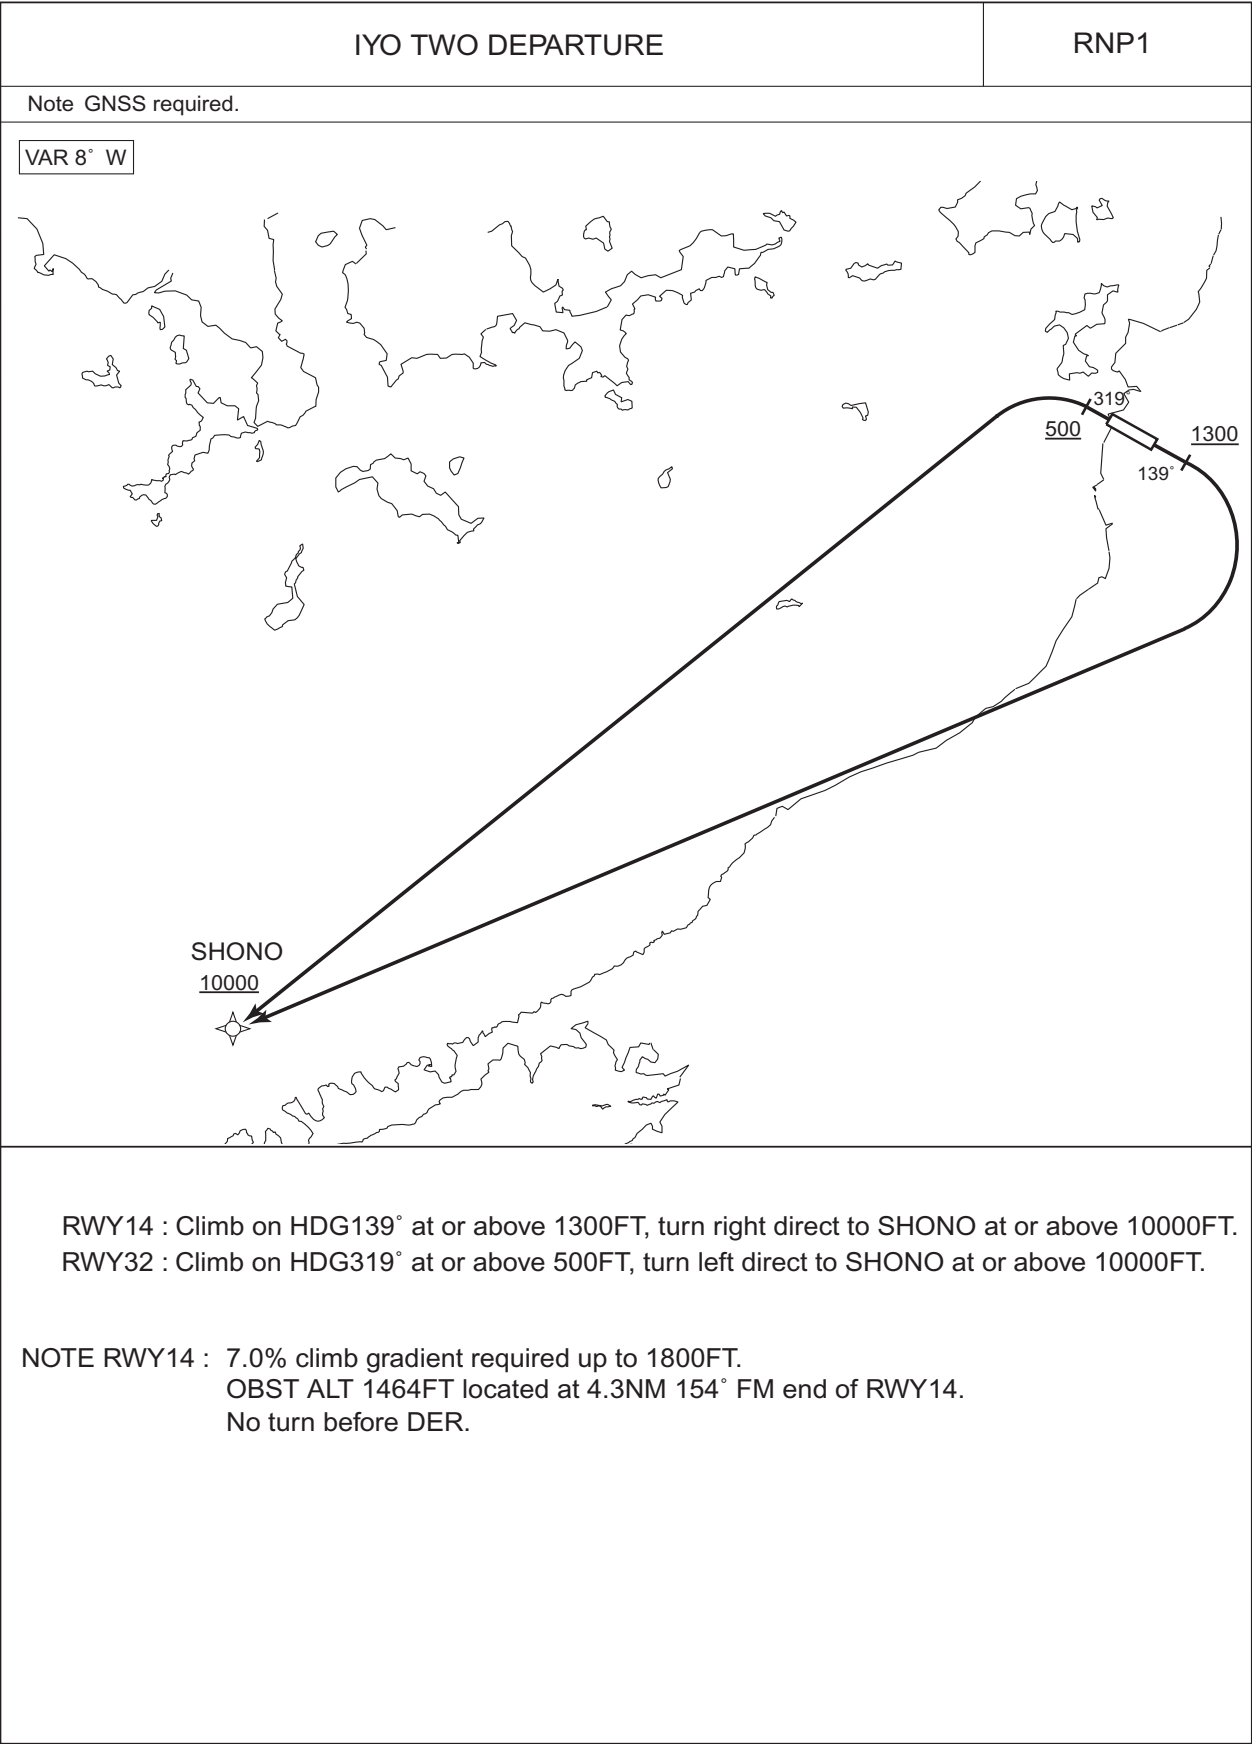 IYO TWO DEPARTURE
RNP1
Note GNSS required.
VAR 8° W
319°
500
1300
139°
SHONO
10000
RWY14 : Climb on HDG139° at or above 1300FT, turn right direct to SHONO at or above 10000FT.
RWY32 : Climb on HDG319° at or above 500FT, turn left direct to SHONO at or above 10000FT.
NOTE RWY14 : 7.0% climb gradient required up to 1800FT.
OBST ALT 1464FT located at 4.3NM 154° FM end of RWY14.
No turn before DER.